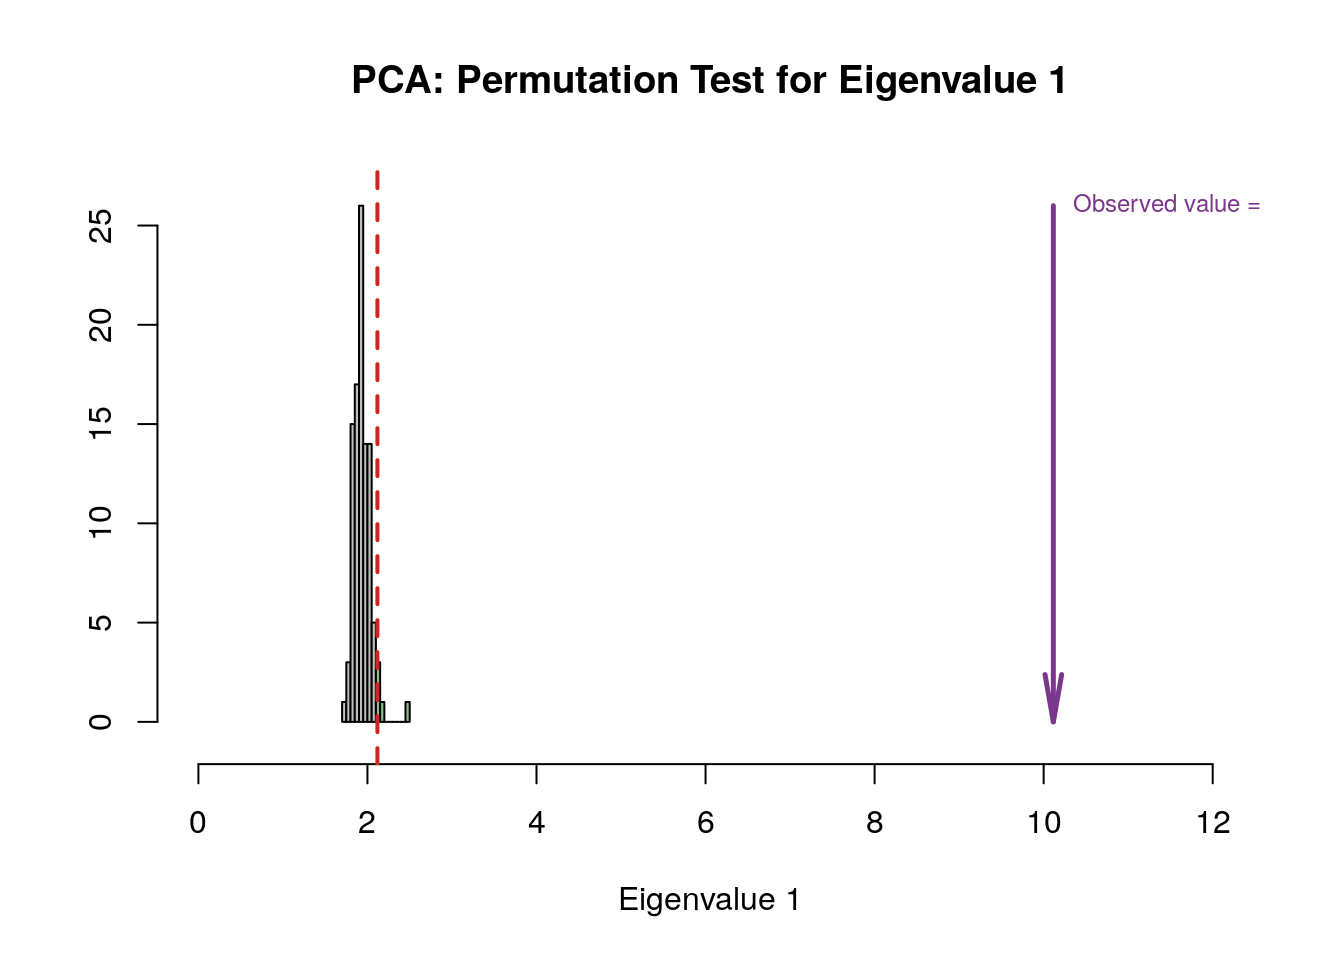 PCA: Permutation Test for Eigenvalue 1
Observed value =
25
20
15
10
5
0
0 2 4 6 8 10 12
Eigenvalue 1